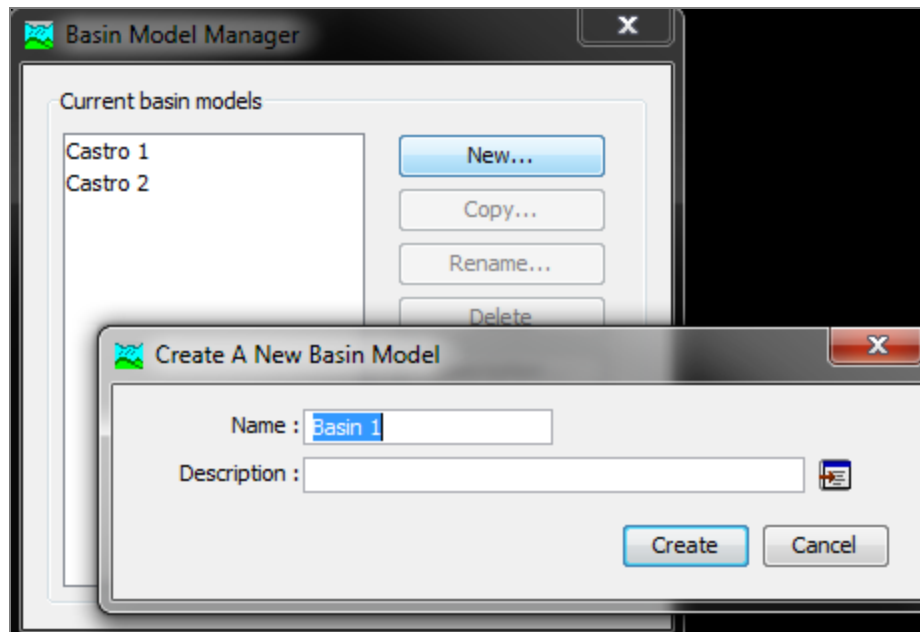 Basin Model Manager
Current basin models
Castro 1
Castro 2
New...
Copy...
Rename...
Delete
Create A New Basin Model
Name : Basin 1
Description :
Create
Cancel